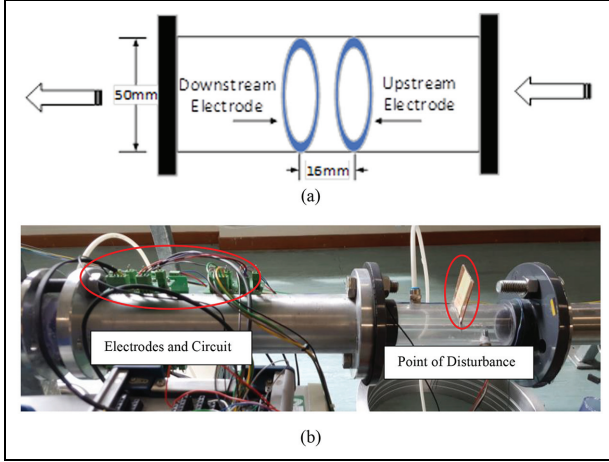 50mm
Downstream
Electrode
Upstream
Electrode
16mm
(a)
Electrodes and Circuit
Point of Disturbance
(b)